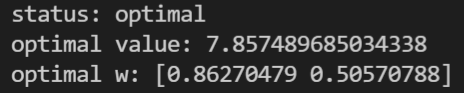 status: optimal
optimal value: 7.857489685034338
optimal w: [0.86270479 0.50570788]